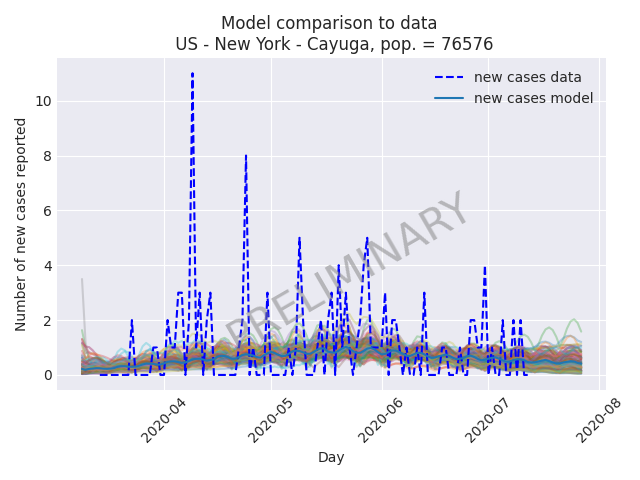 Model comparison to data
US - New York - Cayuga, pop. = 76576
new cases data
new cases model
Number of new cases reported
10
8
6
4
2
0
PRELIMINARY
2020-04
2020-05
2020-06
2020-07
2020-08
Day